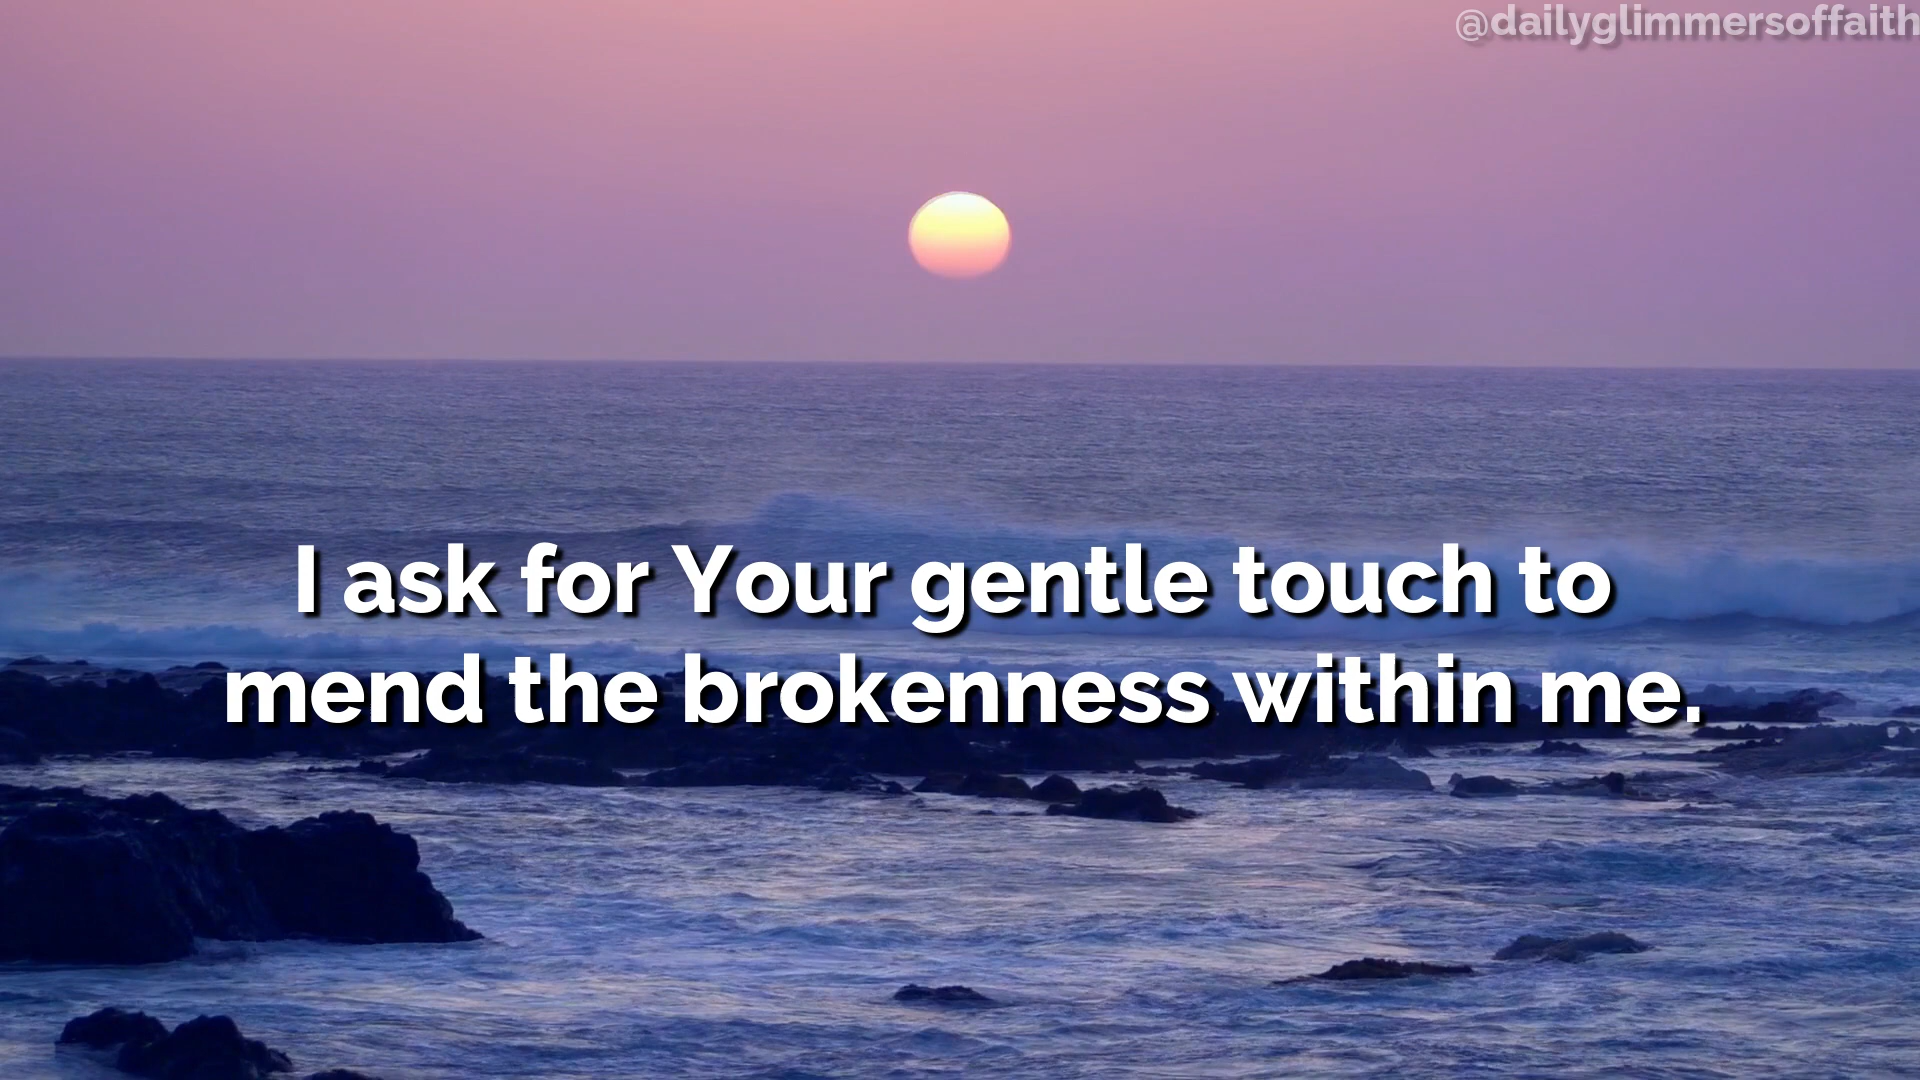 @dailyglimmersoffaith
I ask for Your gentle touch to
mend the brokenness within me.